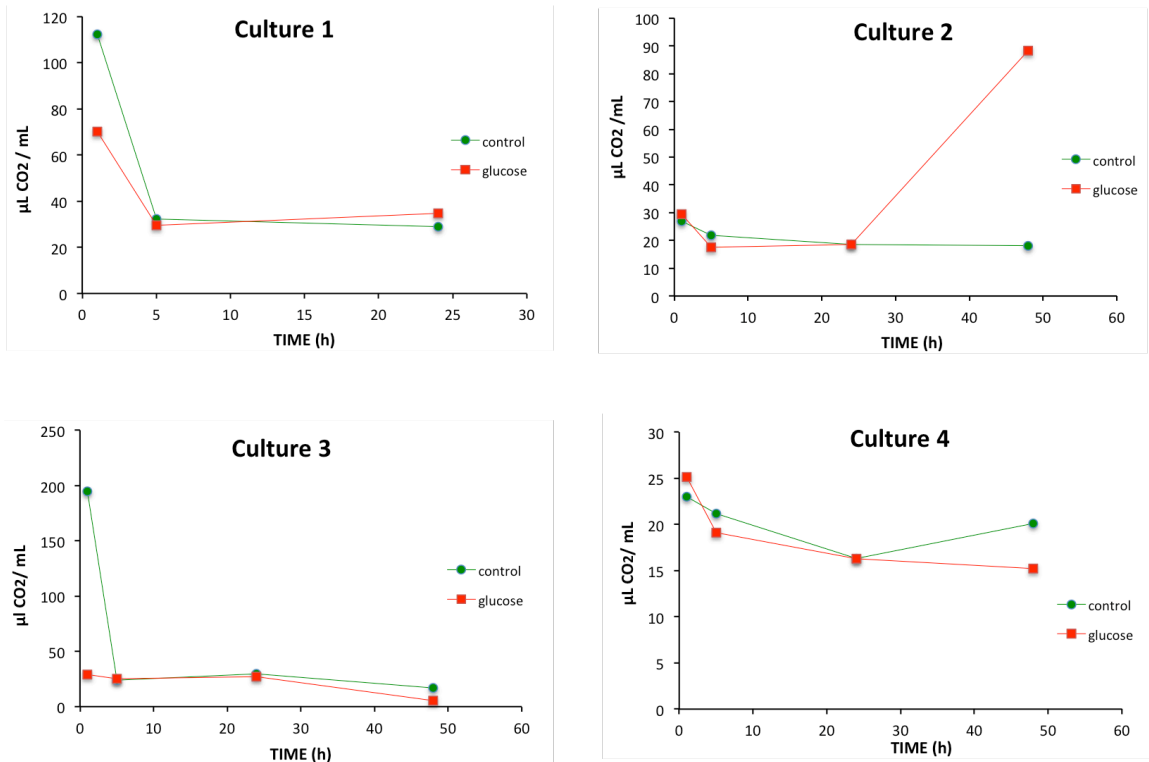 Culture 1
120
100
80
60
40
20
0
µL CO2 / mL
control
glucose
0 5 10 15 20 25 30
TIME (h)
Culture 2
100
90
80
70
60
50
40
30
20
10
0
µL CO2 /mL
control
glucose
0 10 20 30 40 50 60
TIME (h)
Culture 3
250
200
150
100
50
0
µl CO2/ mL
control
glucose
0 10 20 30 40 50 60
TIME (h)
Culture 4
30
25
20
15
10
5
0
µL CO2/ mL
control
glucose
0 10 20 30 40 50 60
TIME (h)